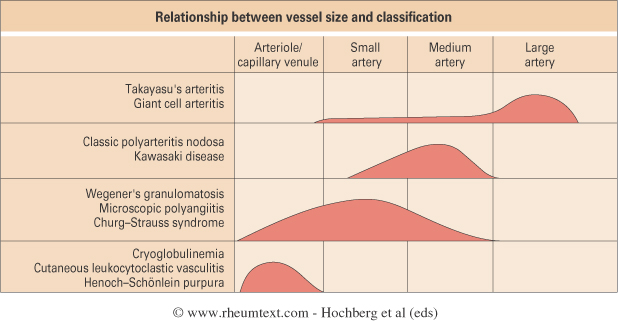 Relationship between vessel size and classification
Arteriole/
capillary venule
Small
artery
Medium
artery
Large
artery
Takayasu's arteritis
Giant cell arteritis
Classic polyarteritis nodosa
Kawasaki disease
Wegener's granulomatosis
Microscopic polyangiitis
Churg–Strauss syndrome
Cryoglobulinemia
Cutaneous leukocytoclastic vasculitis
Henoch–Schönlein purpura
© www.rheumtext.com - Hochberg et al (eds)